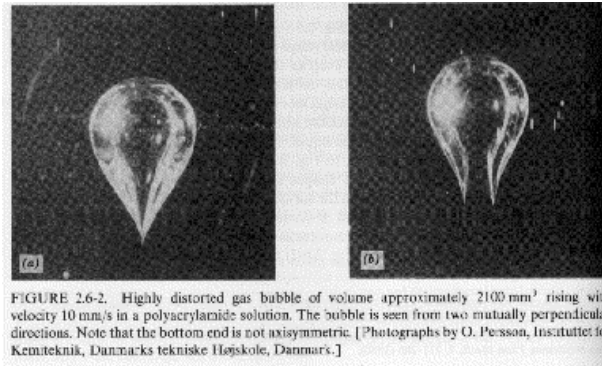 (a)
(b)
FIGURE 2.6-2. Highly distorted gas bubble of volume approximately 2100 mm³ rising wit
velocity 10 mm/s in a polyacrylamide solution. The bubble is seen from two mutually perpendicula
directions. Note that the bottom end is not axisymmetric. [Photographs by O. Persson, Instituttet f
Kemiteknik, Danmarks tekniske Højskole, Danmark.]